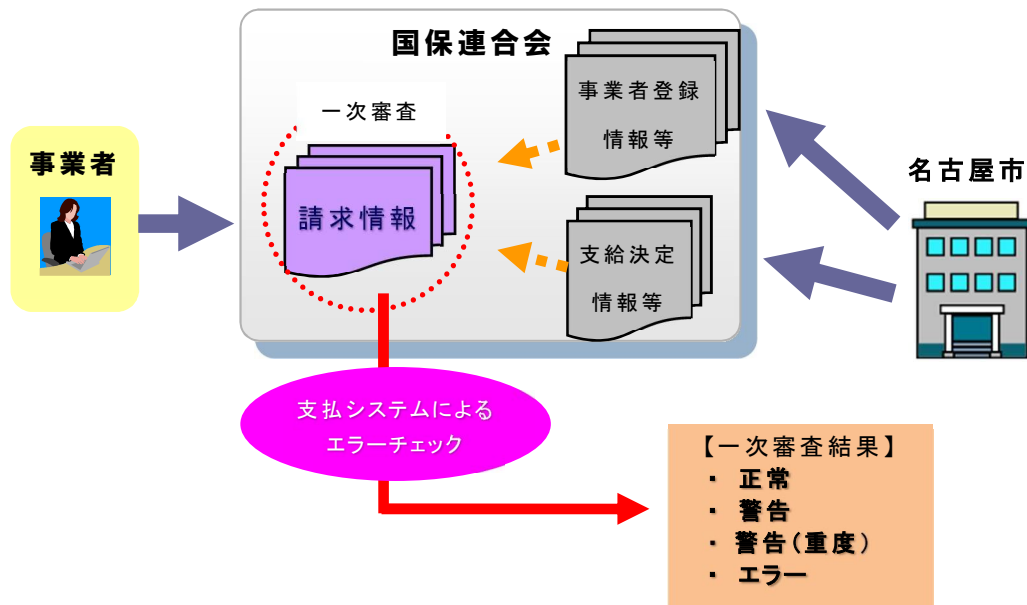 国保連合会
事業者登録
情報等
一次審査
事業者
請求情報
名古屋市
支給決定
情報等
支払システムによる
エラーチェック
【一次審査結果】
・ 正常
・ 警告
・ 警告(重度)
・ エラー